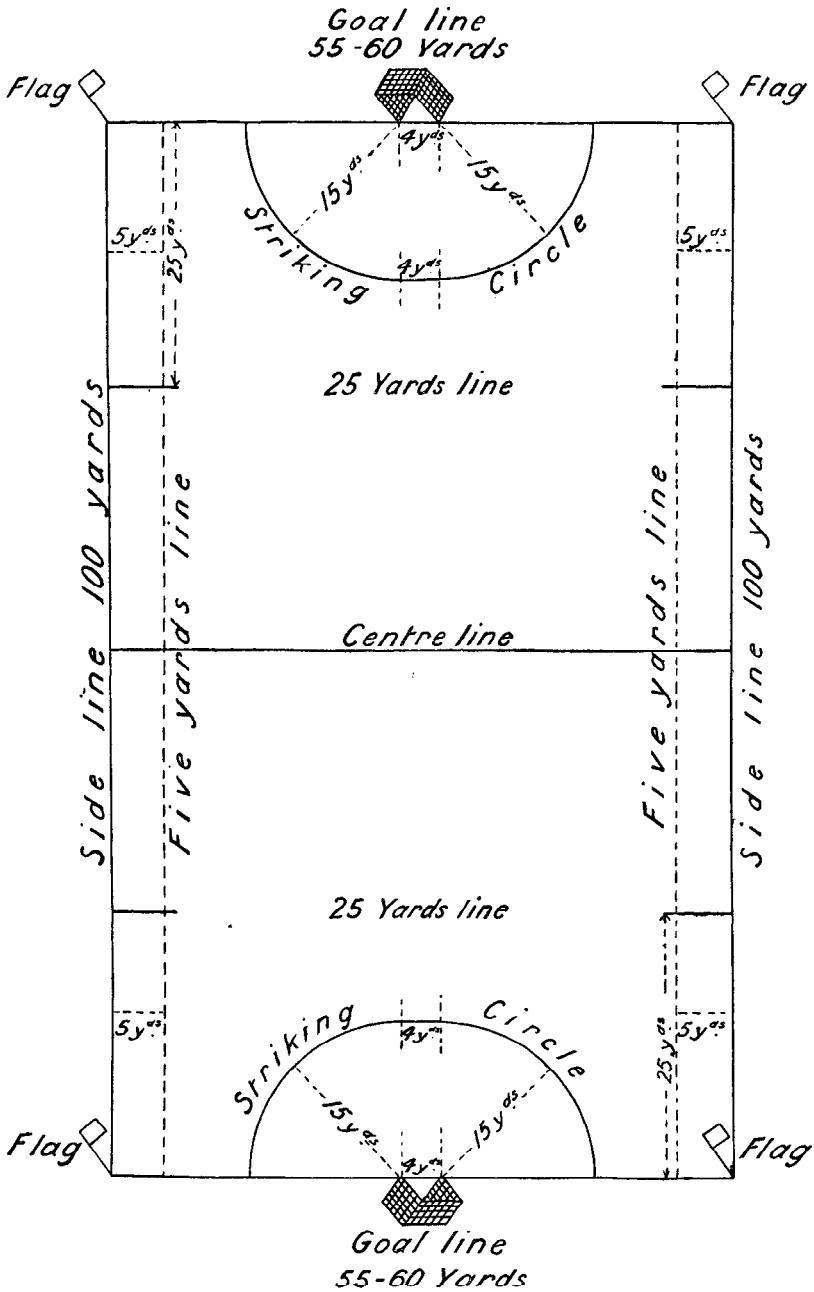 Goal line
55-60 Yards
Flag
Flag
4yds
15yds
15yds
Striking
Circle
5yds
25yds
5yds
4yds
25 Yards line
Side line 100 yards
Five yards line
Five yards line
Side line 100 yards
Centre line
25 Yards line
Striking
Circle
5yds
4yds
25yds
5yds
15yds
15yds
Flag
4yds
Flag
Goal line
55-60 Yards